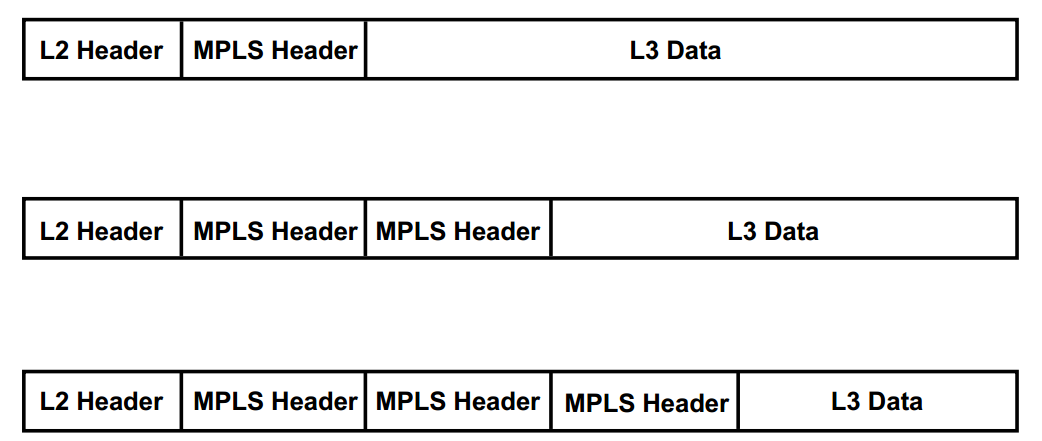 L2 Header MPLS Header L3 Data
L2 Header MPLS Header MPLS Header L3 Data
L2 Header MPLS Header MPLS Header MPLS Header L3 Data